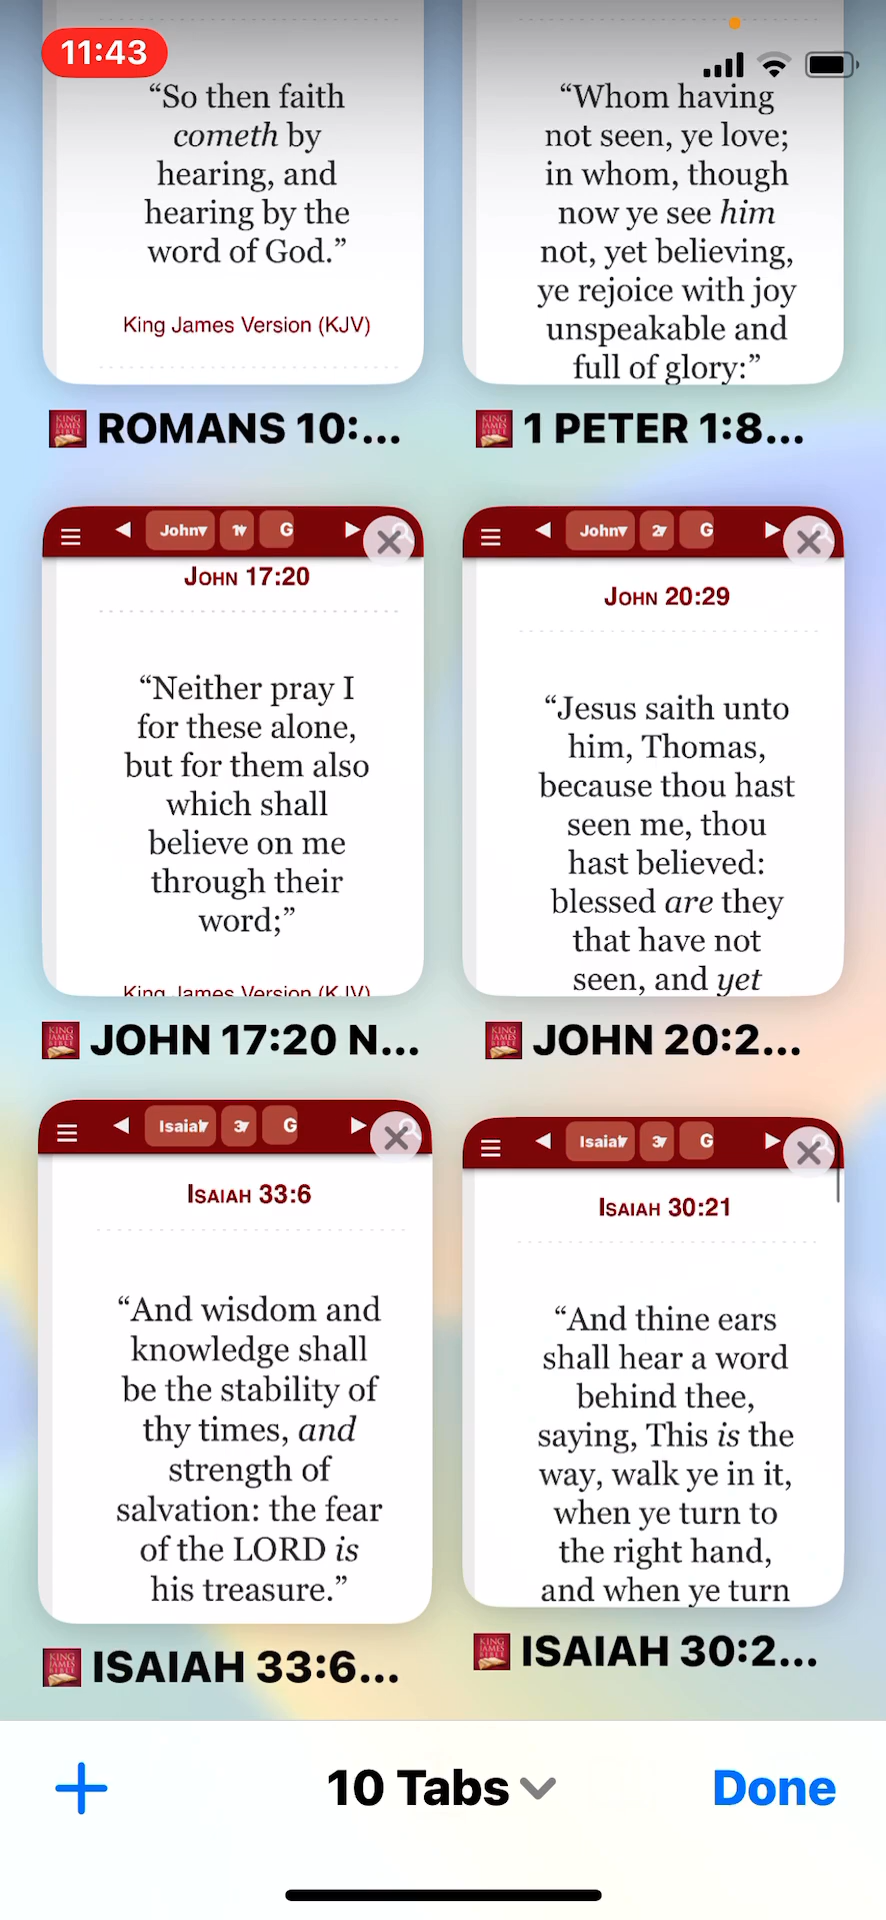 11:43
“So then faith
cometh by
hearing, and
hearing by the
word of God.”
King James Version (KJV)
ROMANS 10:...
“Whom having
not seen, ye love;
in whom, though
now ye see him
not, yet believing,
ye rejoice with joy
unspeakable and
full of glory:”
1 PETER 1:8...
John 1 G
JOHN 17:20
“Neither pray I
for these alone,
but for them also
which shall
believe on me
through their
word;”
King James Version (KJV)
JOHN 17:20 N...
John 2 G
JOHN 20:29
“Jesus saith unto
him, Thomas,
because thou hast
seen me, thou
hast believed:
blessed are they
that have not
seen, and yet
JOHN 20:2...
Isaiah 3 G
ISAIAH 33:6
“And wisdom and
knowledge shall
be the stability of
thy times, and
strength of
salvation: the fear
of the LORD is
his treasure.”
ISAIAH 33:6...
Isaiah 3 G
ISAIAH 30:21
“And thine ears
shall hear a word
behind thee,
saying, This is the
way, walk ye in it,
when ye turn to
the right hand,
and when ye turn
ISAIAH 30:2...
10 Tabs
Done